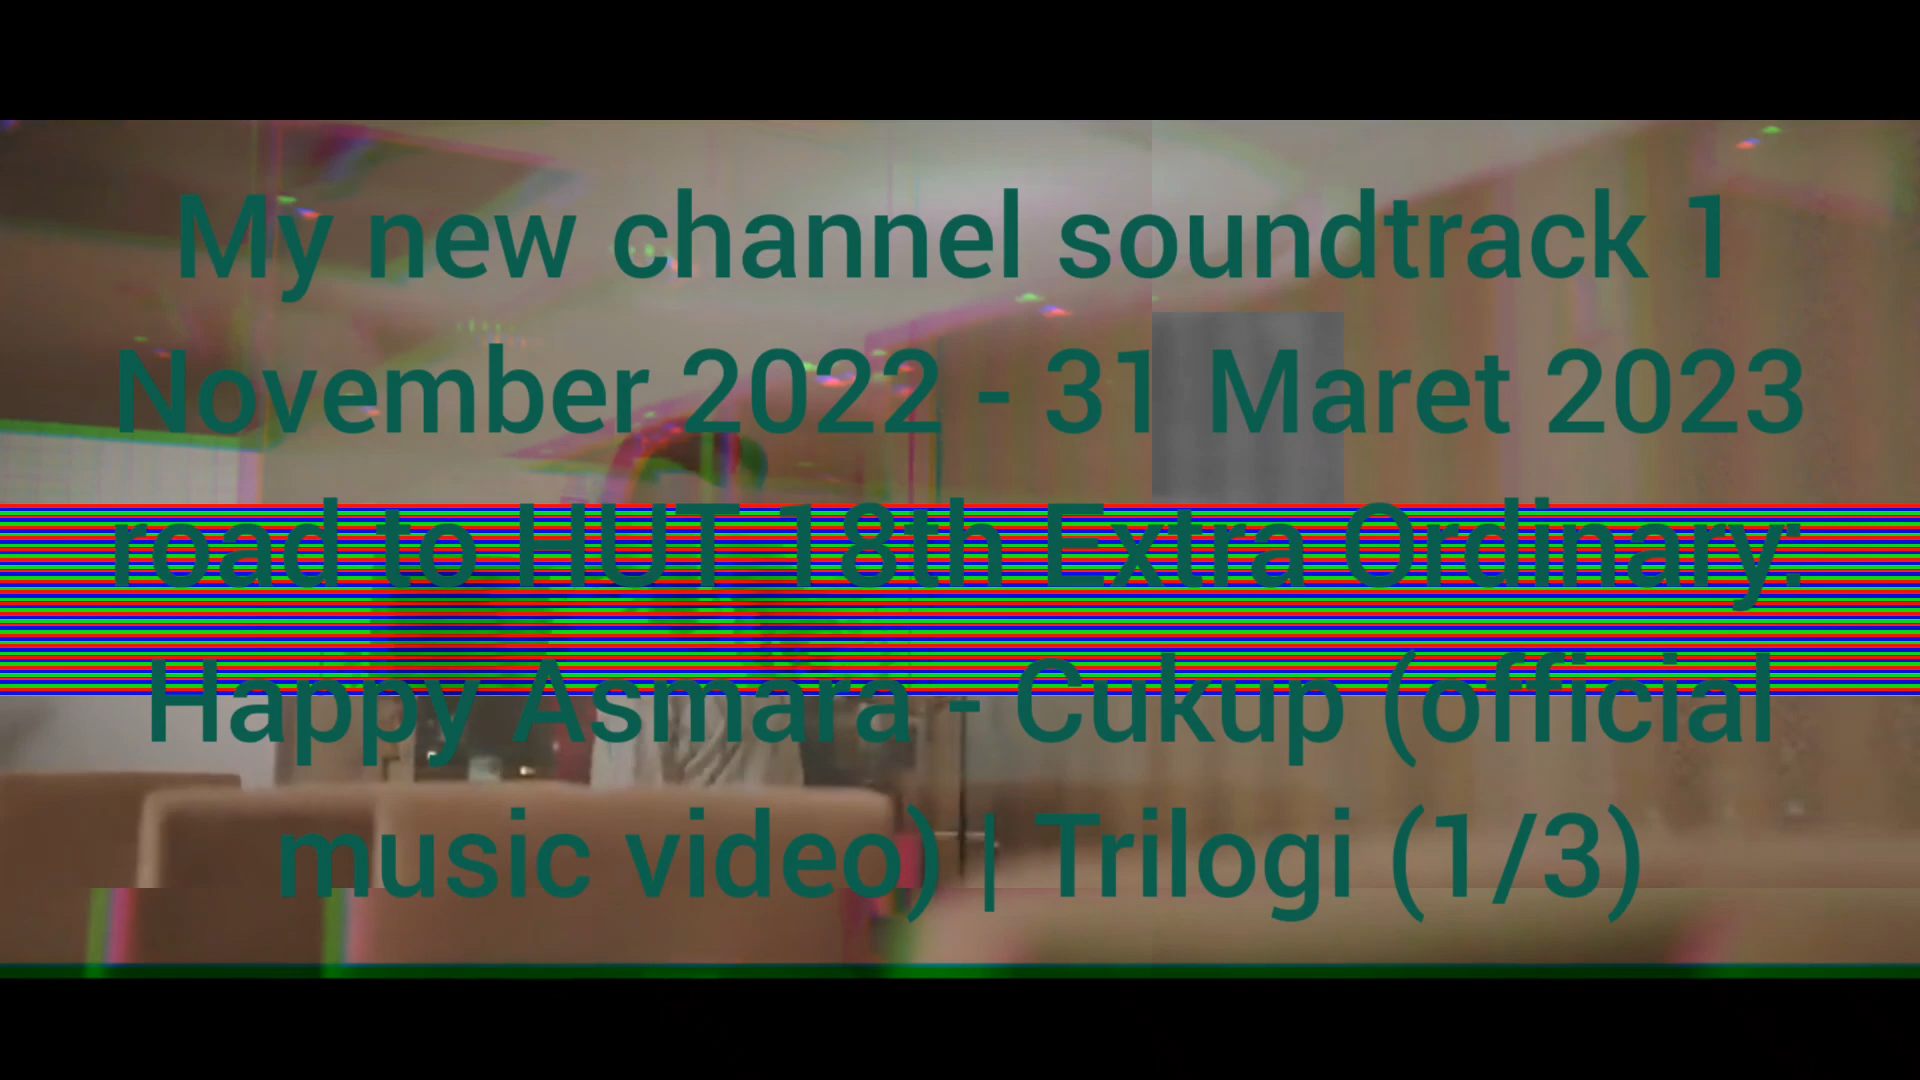 My new channel soundtrack 1
November 2022 - 31 Maret 2023
road to HUT 18th Extra Ordinary:
Happy Asmara - Cukup (official
music video) | Trilogi (1/3)